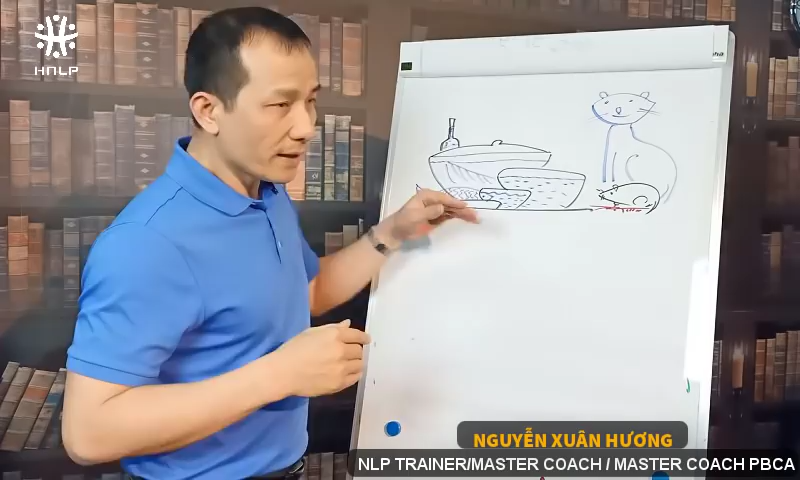 HNLP
NGUYỄN XUÂN HƯƠNG
NLP TRAINER/MASTER COACH / MASTER COACH PBCA